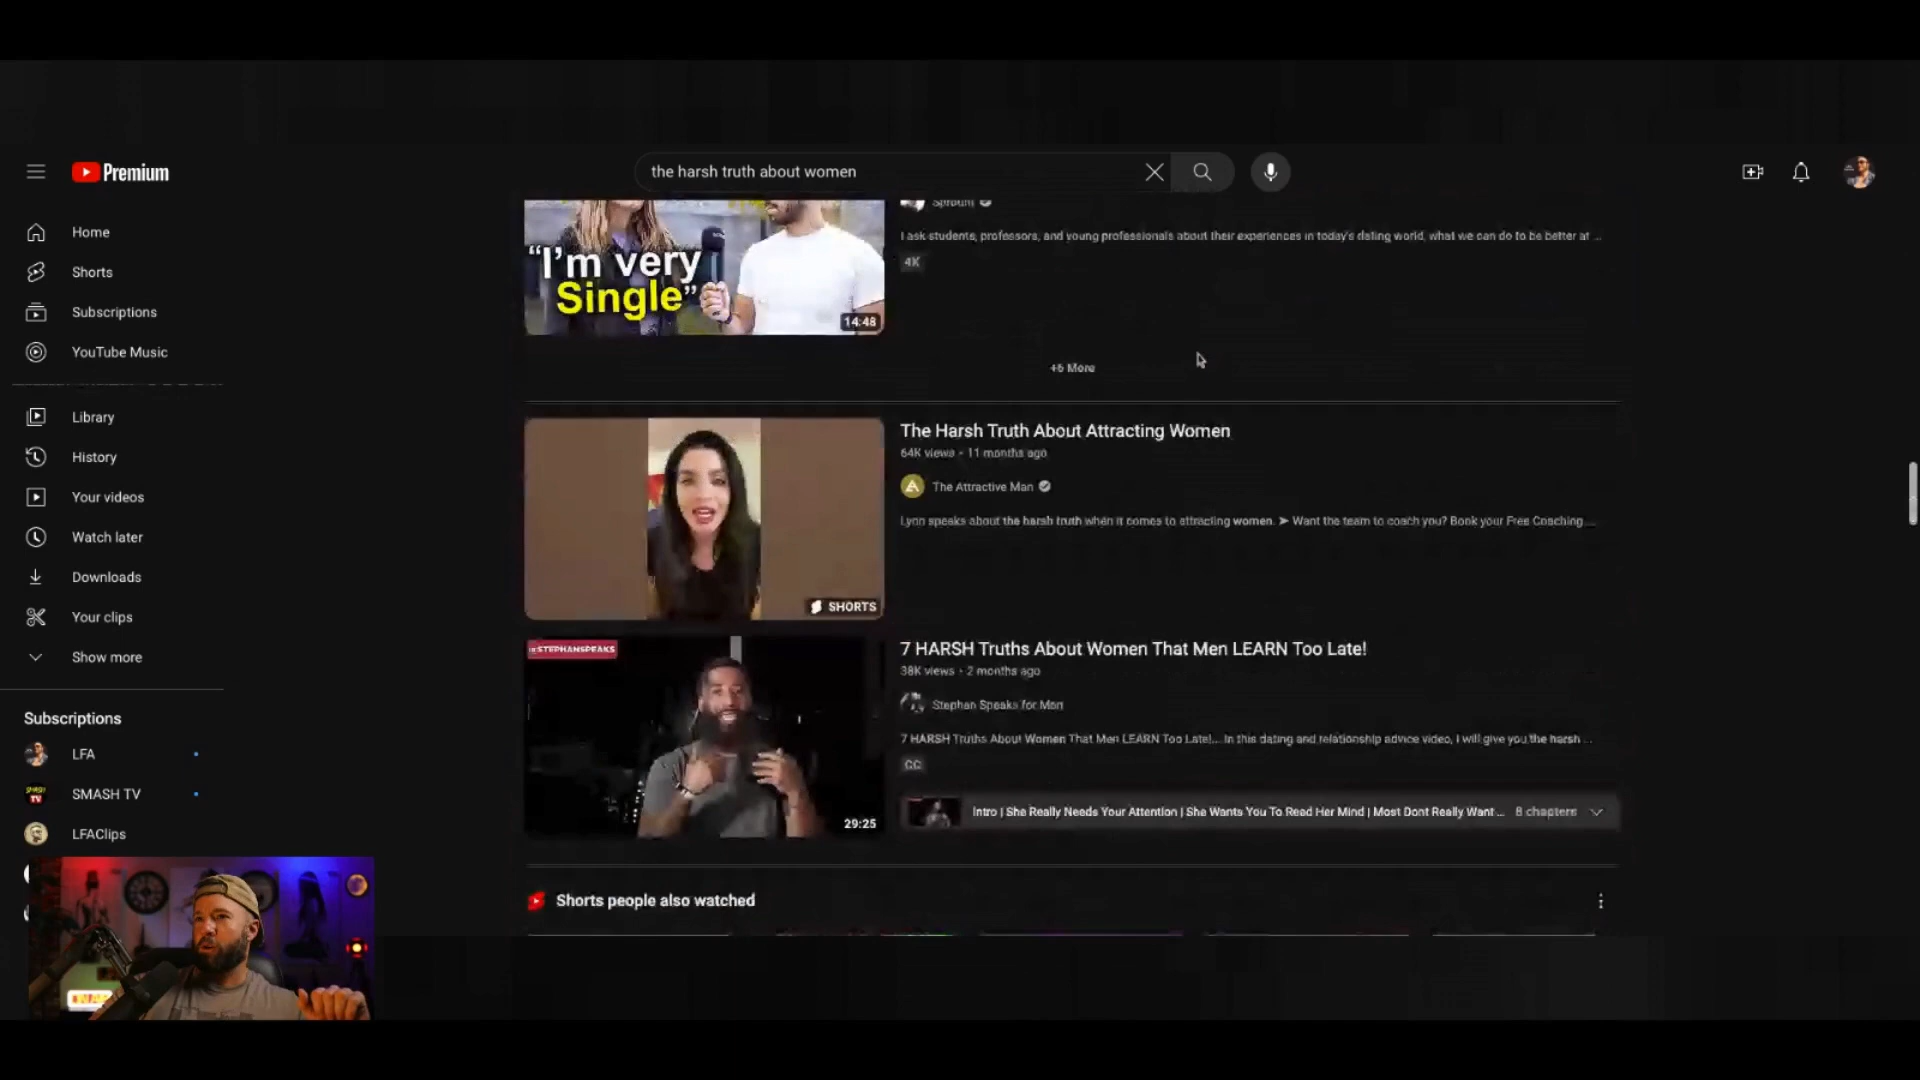 Premium
the harsh truth about women
Home
Shorts
Subscriptions
YouTube Music
Library
History
Your videos
Watch later
Downloads
Your clips
Show more
Subscriptions
LFA
SMASH TV
LFAClips
"I'm very
Single"
14:48
I ask students, professors, and young professionals about their experiences in today's dating world, what we can do to be better at ...
4K
+6 More
SHORTS
The Harsh Truth About Attracting Women
64K views • 11 months ago
The Attractive Man
Lynn speaks about the harsh truth when it comes to attracting women. ➤ Want the team to coach you? Book your Free Coaching ...
STEPHANSPEAKS
29:25
7 HARSH Truths About Women That Men LEARN Too Late!
38K views • 2 months ago
Stephan Speaks for Men
7 HARSH Truths About Women That Men LEARN Too Late!... In this dating and relationship advice video, I will give you the harsh ...
CC
Intro | She Really Needs Your Attention | She Wants You To Read Her Mind | Most Dont Really Want ... 8 chapters
Shorts people also watched